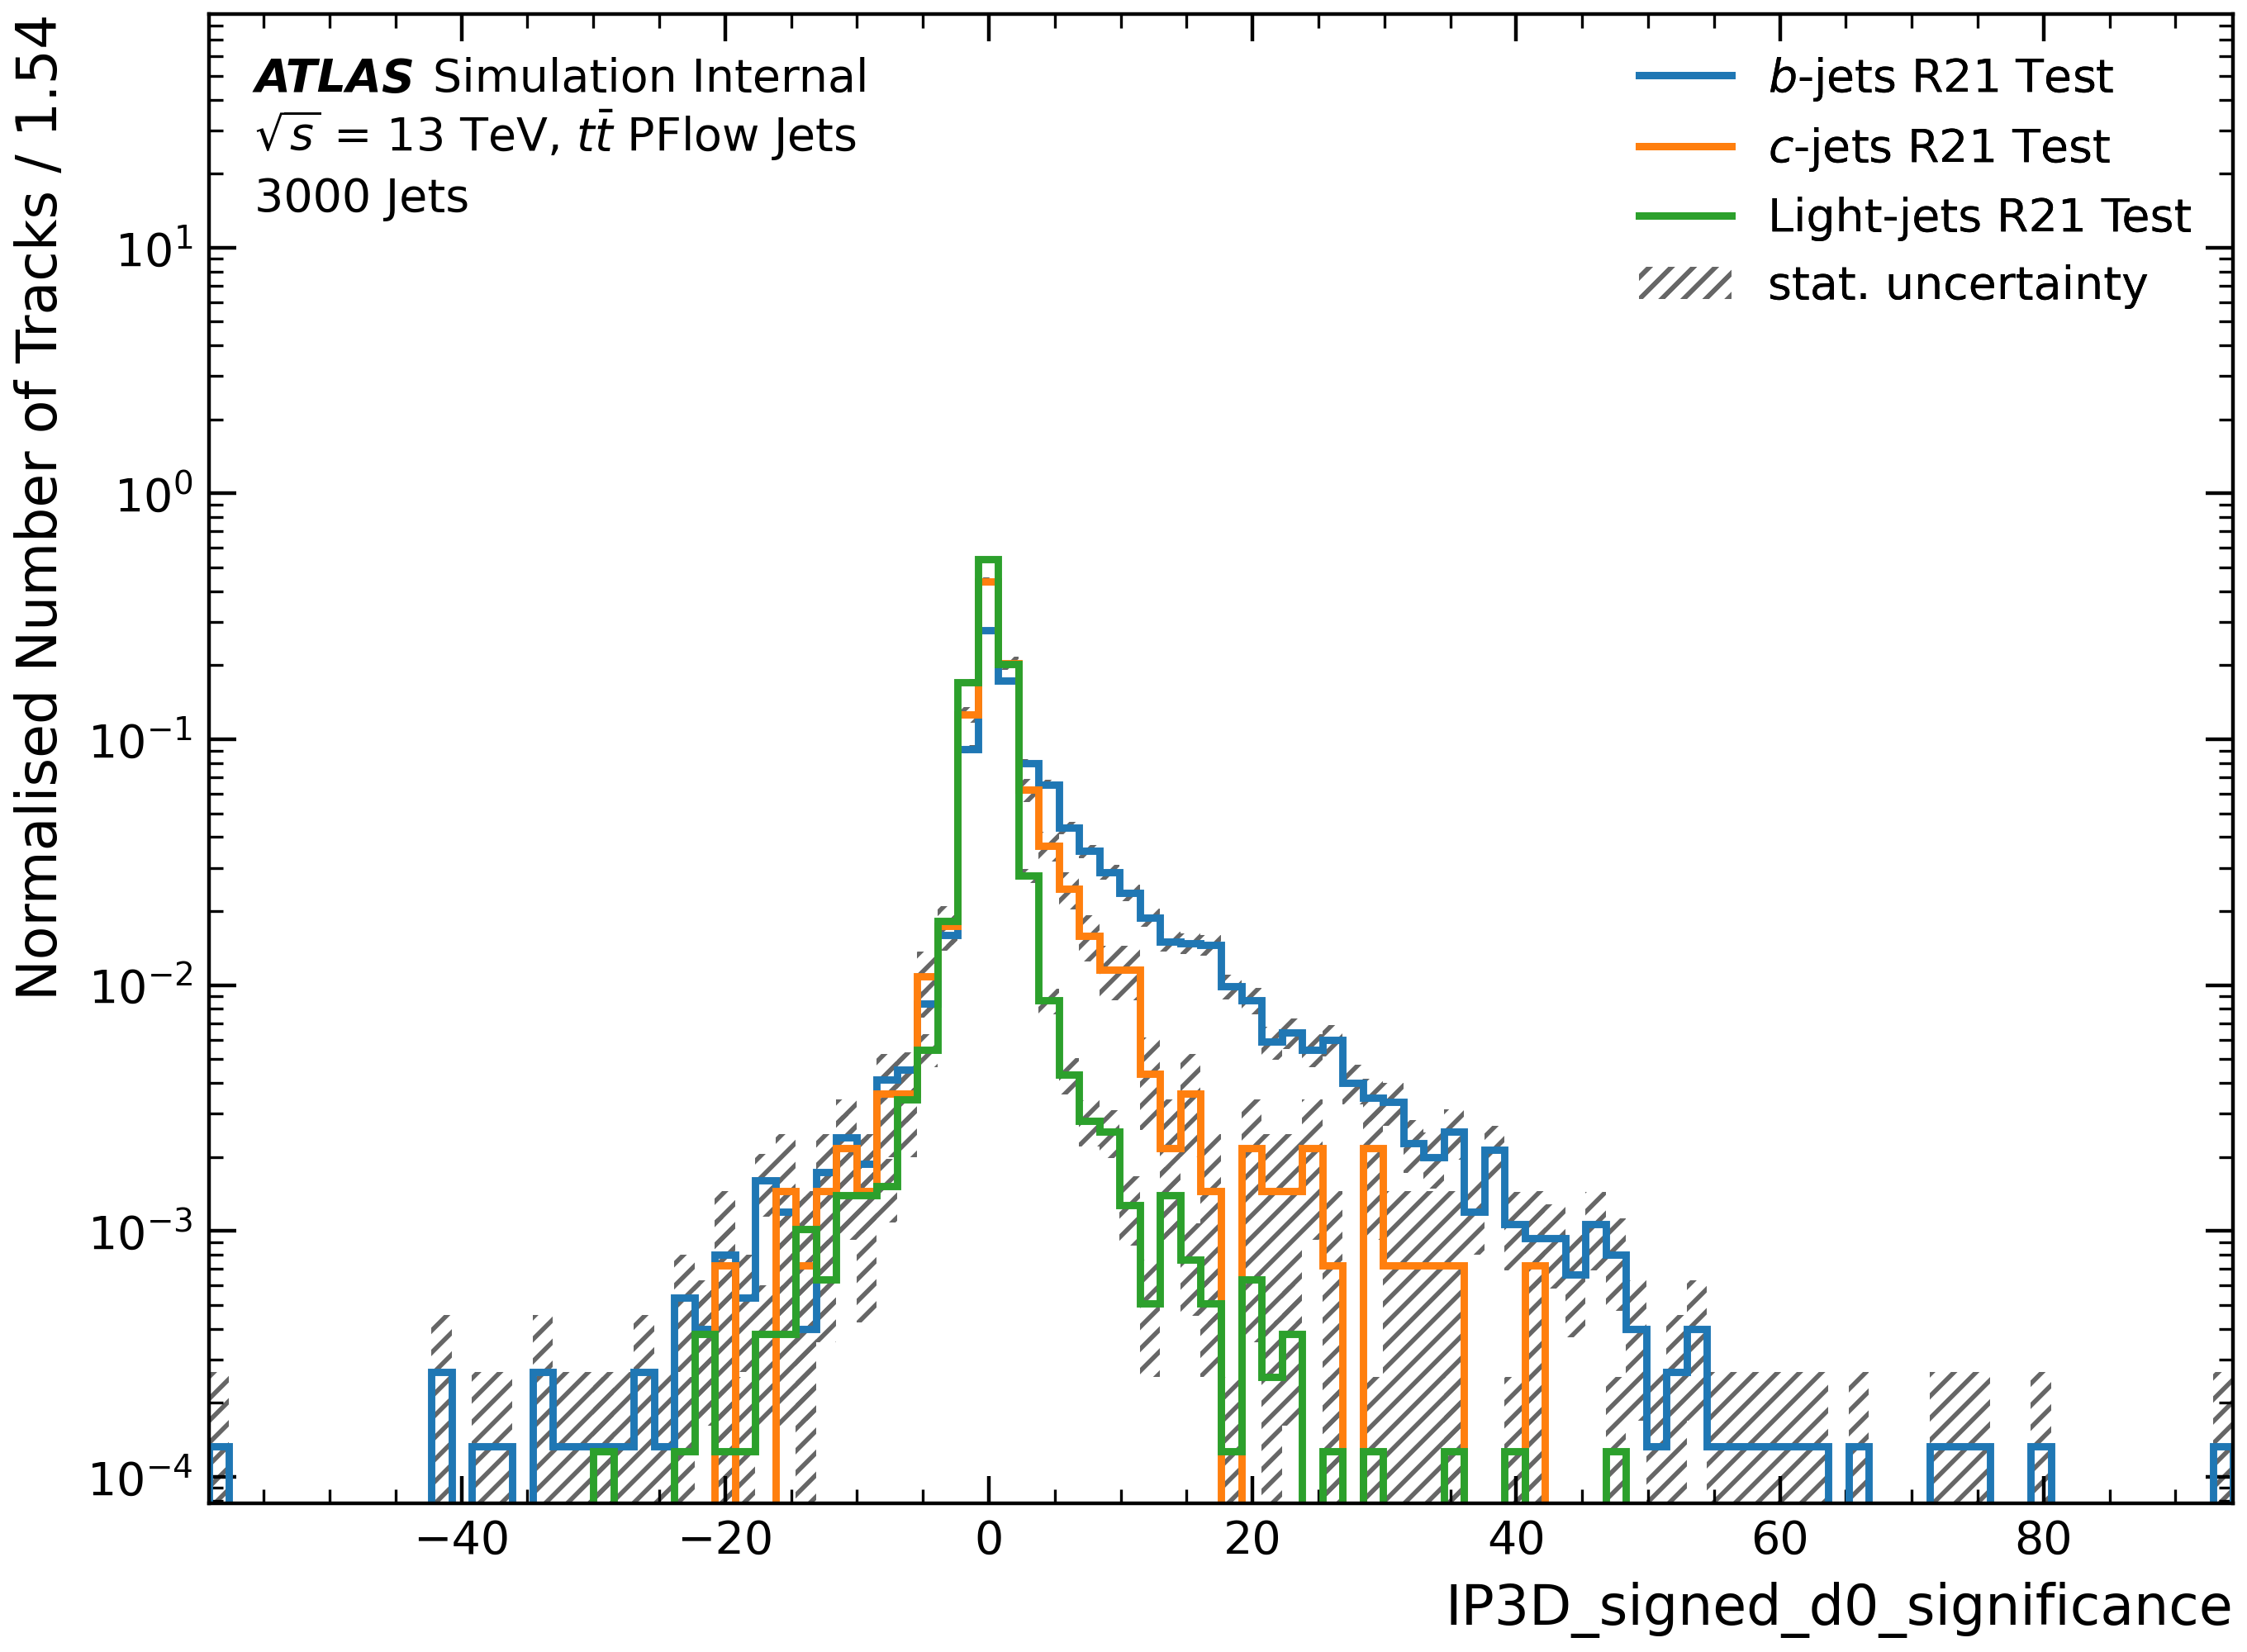 Normalised Number of Tracks / 1.54
ATLAS Simulation Internal
√s = 13 TeV, tt̄ PFlow Jets
3000 Jets
b-jets R21 Test
c-jets R21 Test
Light-jets R21 Test
stat. uncertainty
10¹
10⁰
10⁻¹
10⁻²
10⁻³
10⁻⁴
−40 −20 0 20 40 60 80
IP3D_signed_d0_significance